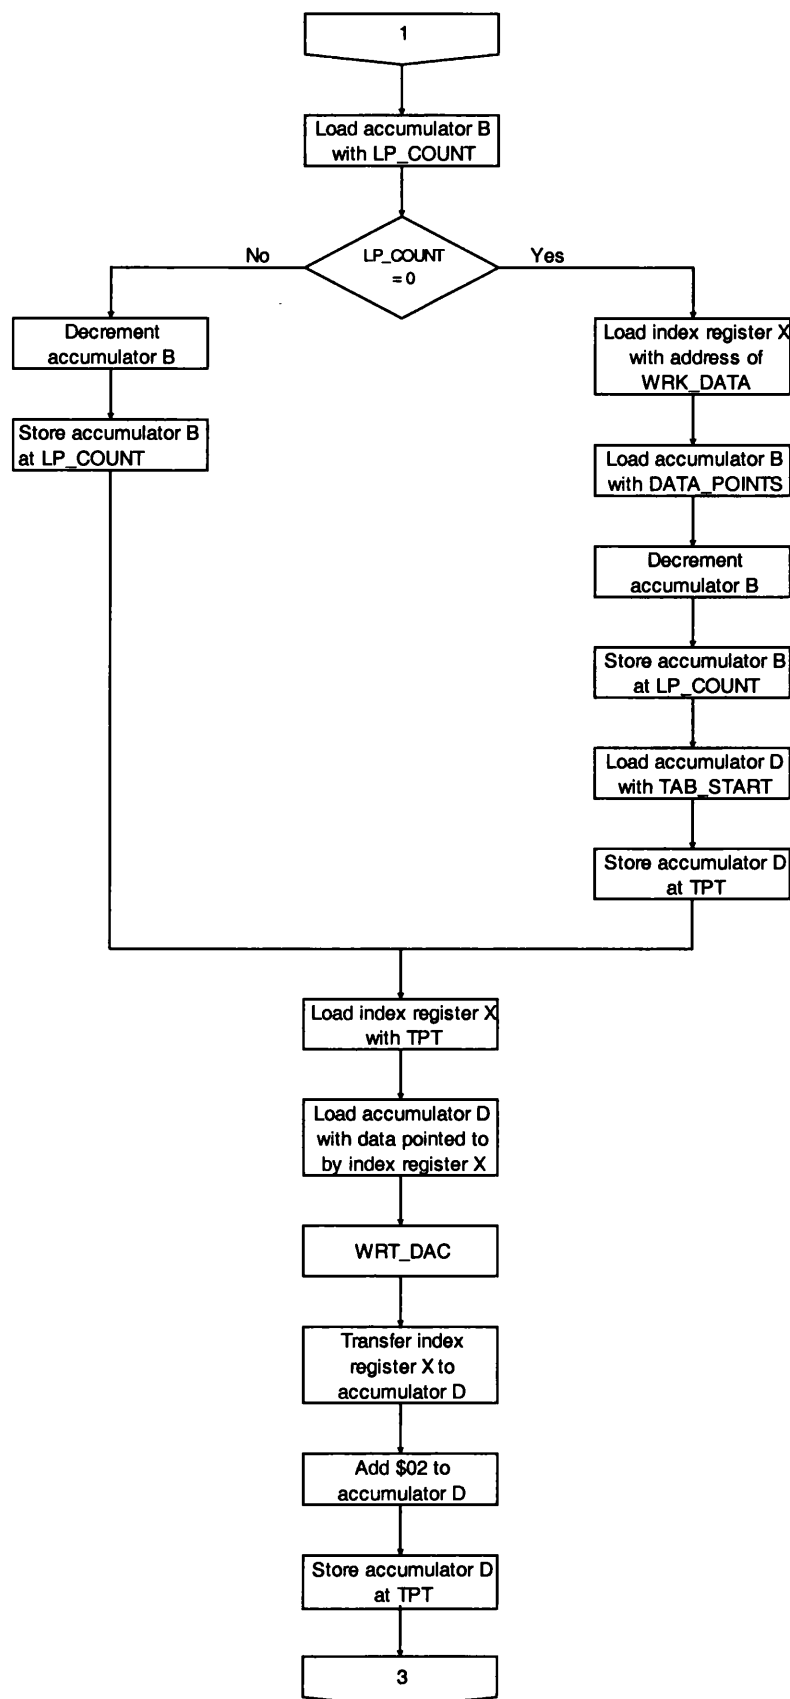 1
Load accumulator B
with LP_COUNT
LP_COUNT
= 0
No
Yes
Decrement
accumulator B
Store accumulator B
at LP_COUNT
Load index register X
with address of
WRK_DATA
Load accumulator B
with DATA_POINTS
Decrement
accumulator B
Store accumulator B
at LP_COUNT
Load accumulator D
with TAB_START
Store accumulator D
at TPT
Load index register X
with TPT
Load accumulator D
with data pointed to
by index register X
WRT_DAC
Transfer index
register X to
accumulator D
Add $02 to
accumulator D
Store accumulator D
at TPT
3